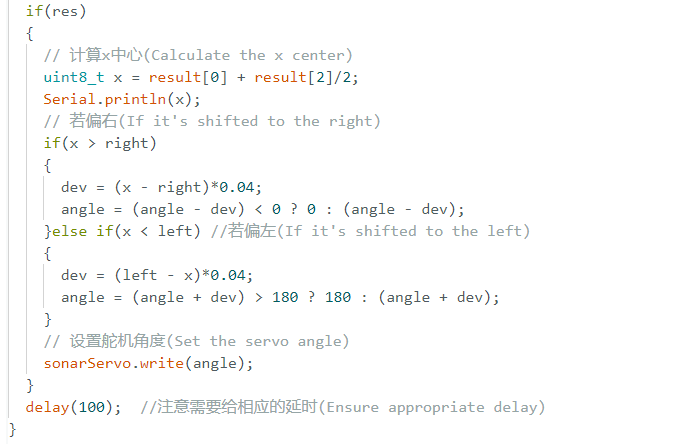 if(res)
{
// 计算x中心(Calculate the x center)
uint8_t x = result[0] + result[2]/2;
Serial.println(x);
// 若偏右(If it's shifted to the right)
if(x > right)
{
dev = (x - right)*0.04;
angle = (angle - dev) < 0 ? 0 : (angle - dev);
}else if(x < left) //若偏左(If it's shifted to the left)
{
dev = (left - x)*0.04;
angle = (angle + dev) > 180 ? 180 : (angle + dev);
}
// 设置舵机角度(Set the servo angle)
sonarServo.write(angle);
}
delay(100);  //注意需要给相应的延时(Ensure appropriate delay)
}